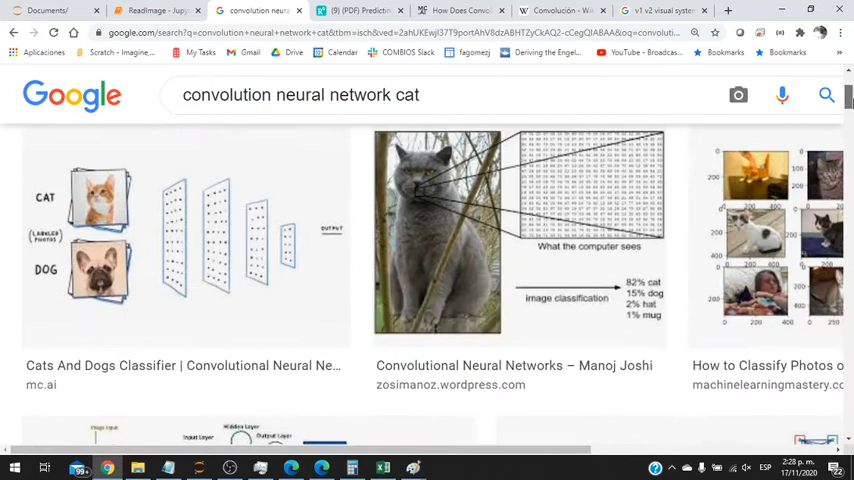 Documents/
ReadImage - Jupy
convolution neura
(9) (PDF) Predictin
How Does Convol
Convolución - Wi
v1 v2 visual system
google.com/search?q=convolution+neural+network+cat&tbm=isch&ved=2ahUKEwjI37T9portAhV8dzABHTZyCkAQ2-cCegQIABAA&oq=convoluti...
Aplicaciones
Scratch - Imagine,...
My Tasks
Gmail
Drive
Calendar
COMBIOS Slack
fagomezj
Deriving the Engel...
YouTube - Broadcas...
Bookmarks
Bookmarks
Google
convolution neural network cat
CAT
(LABELED PHOTOS)
DOG
OUTPUT
What the computer sees
image classification
82% cat
15% dog
2% hat
1% mug
Cats And Dogs Classifier | Convolutional Neural Ne...
mc.ai
Convolutional Neural Networks – Manoj Joshi
zosimanoz.wordpress.com
How to Classify Photos o
machinelearningmastery.co
Input Layer
Hidden Layer
Output Layer
99+
ESP
2:28 p. m.
17/11/2020
22